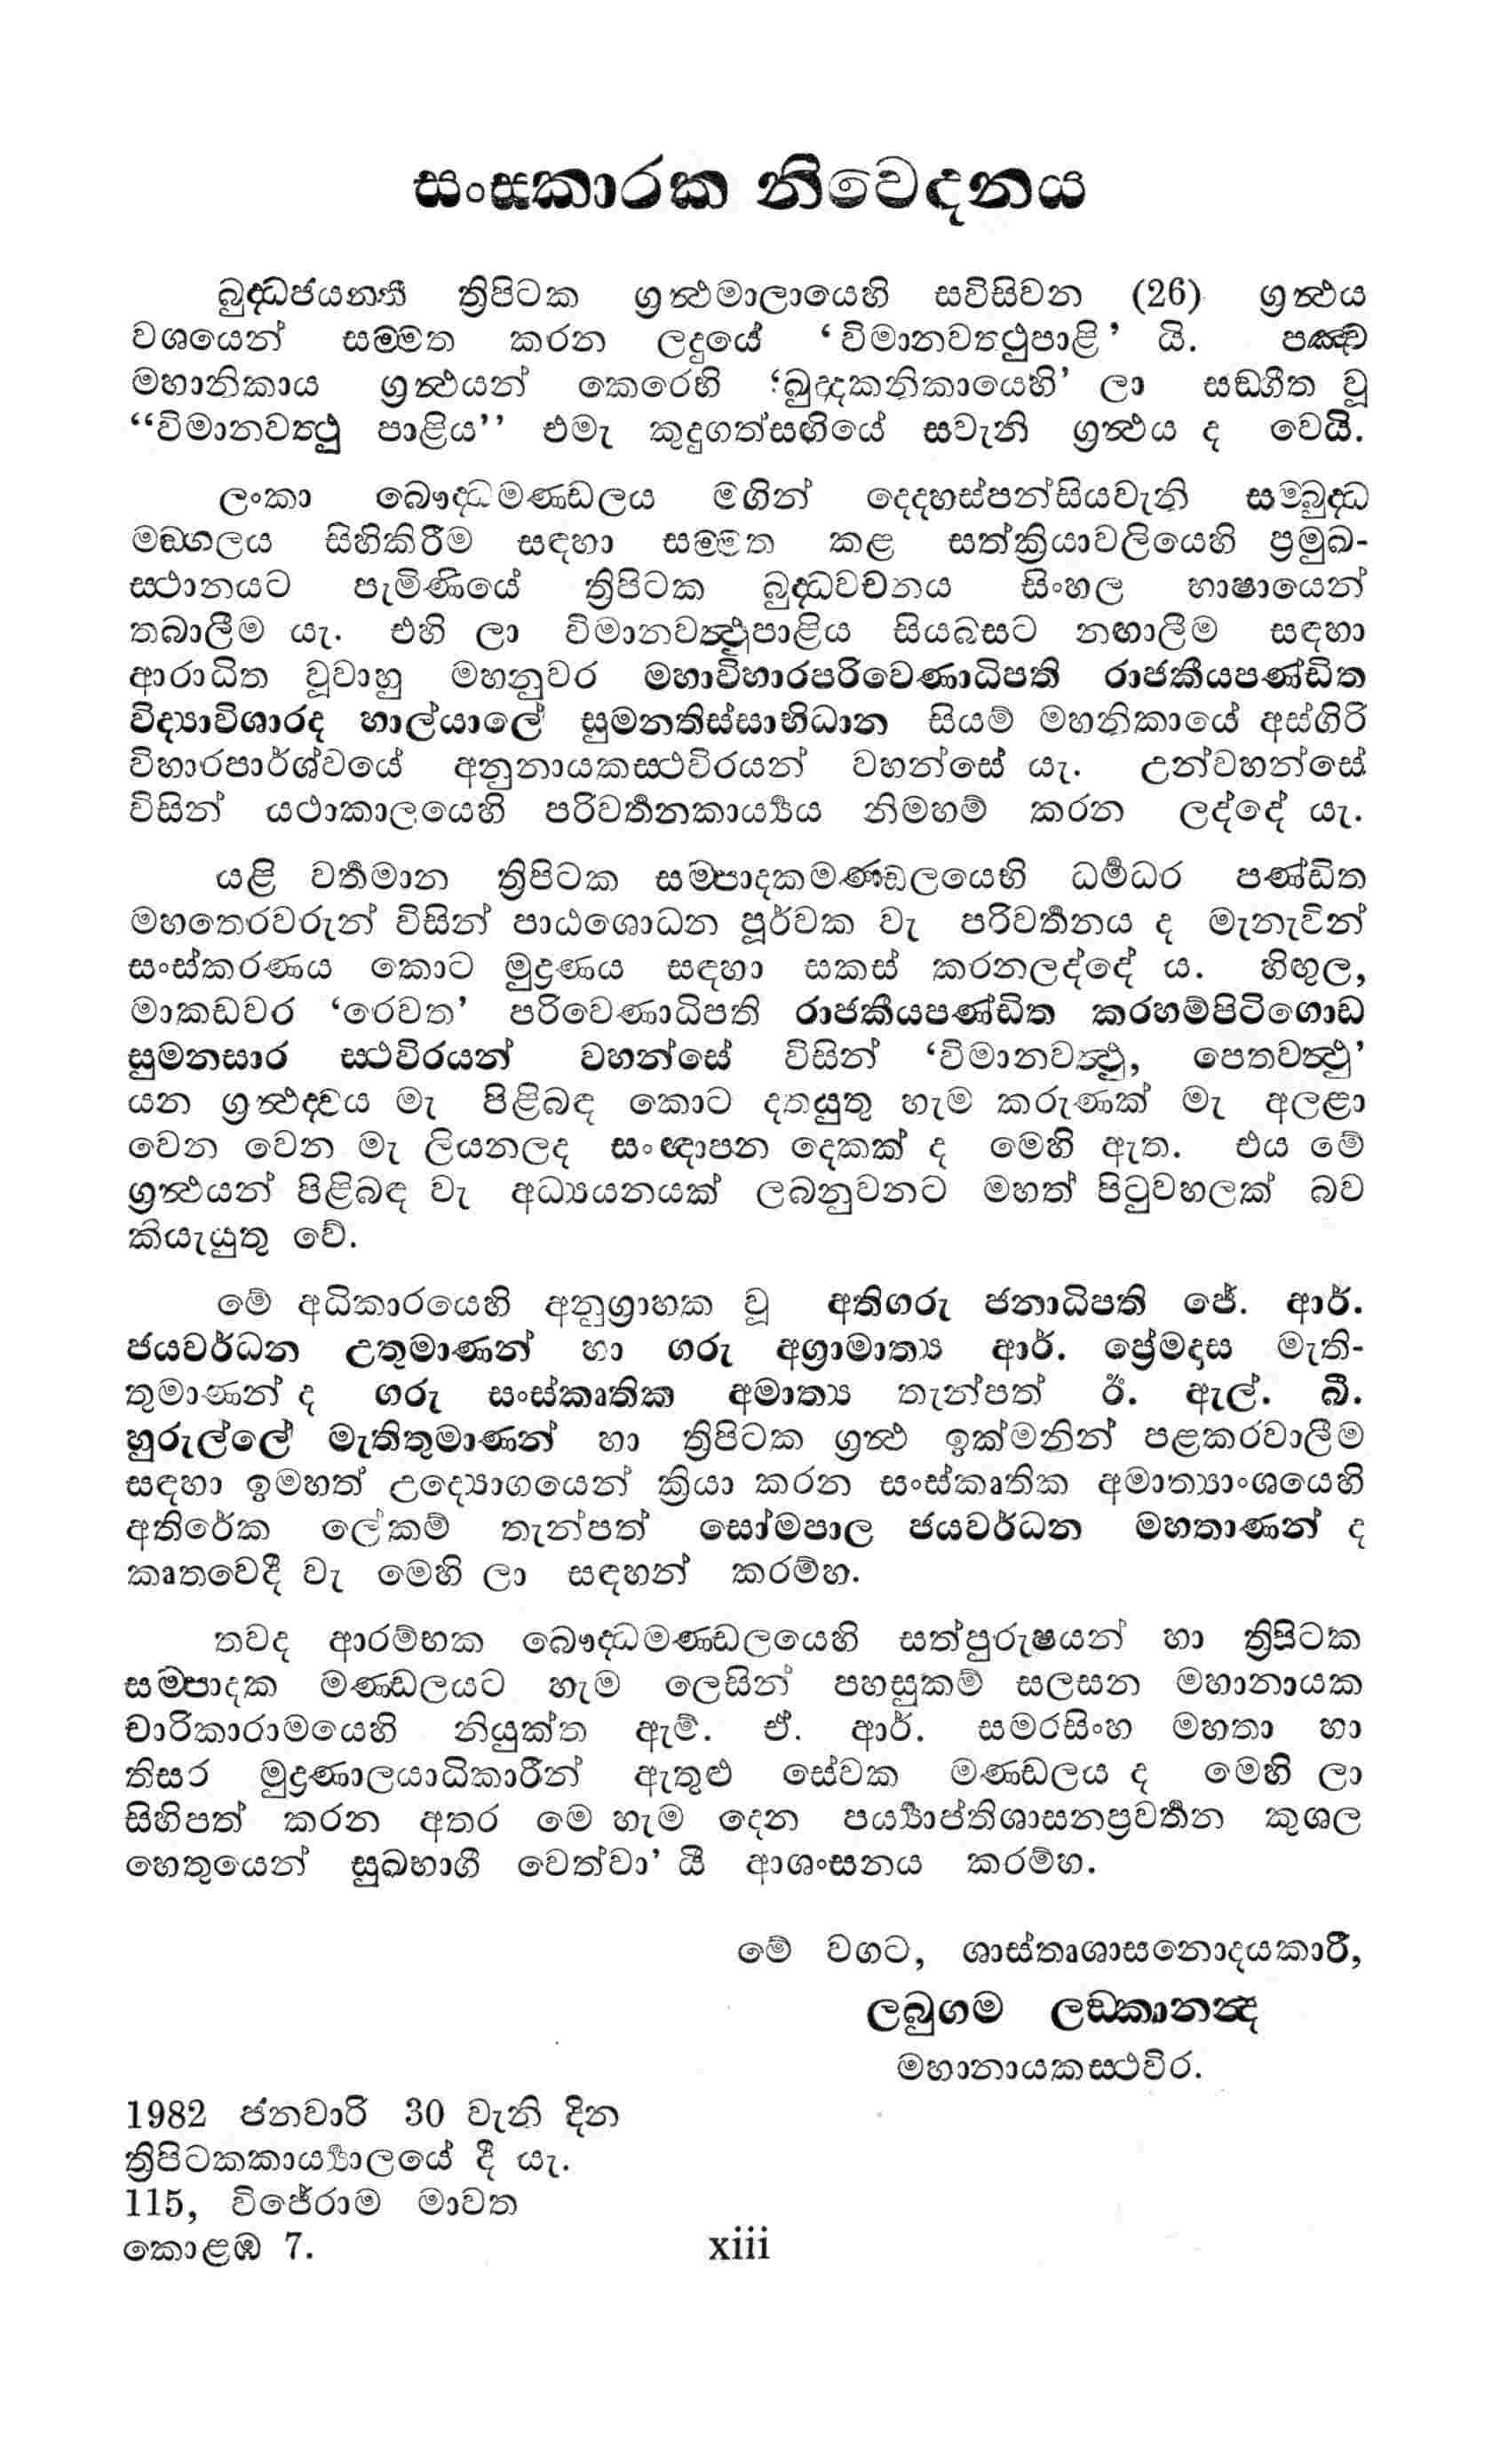 සංස්කාරක නිවෙදනය
බුද්ධජයන්තී ත්‍රිපිටක ග්‍රන්ථමාලායෙහි සවිසිවන (26) ග්‍රන්ථය
වශයෙන් සම්මත කරන ලදුයේ ‘විමානවත්ථුපාළි’ යි. පඤ්ච
මහානිකාය ග්‍රන්ථයන් කෙරෙහි ‘ඛුද්දකනිකායෙහි’ ලා සඞ්ගීත වූ
“විමානවත්ථු පාළිය’’ එමැ කුදුගත්සඟියේ සවැනි ග්‍රන්ථය ද වෙයි.
ලංකා බෞද්ධමණ්ඩලය මගින් දෙදහස්පන්සියවැනි සම්බුද්ධ
මඞ්ගලය සිහිකිරීම සඳහා සම්මත කළ සත්ක්‍රියාවලියෙහි ප්‍රමුඛ-
ස්ථානයට පැමිණියේ ත්‍රිපිටක බුද්ධවචනය සිංහල භාෂායෙන්
තබාලීම යැ. එහි ලා විමානවත්ථුපාළිය සියබසට නඟාලීම සඳහා
ආරාධිත වූවාහු මහනුවර මහාවිහාරපරිවෙණාධිපති රාජකීයපණ්ඩිත
විද්‍යාවිශාරද හාල්යාලේ සුමනතිස්සාභිධාන සියම් මහනිකායේ අස්ගිරි
විහාරපාර්ශ්වයේ අනුනායකස්ථවිරයන් වහන්සේ යැ. උන්වහන්සේ
විසින් යථාකාලයෙහි පරිවර්‍තනකාර්‍ය්‍යය නිමහම් කරන ලද්දේ යැ.
යළි වර්‍තමාන ත්‍රිපිටක සම්පාදකමණ්ඩලයෙහි ධර්‍මධර පණ්ඩිත
මහතෙරවරුන් විසින් පාඨශොධන පූර්වක වැ පරිවර්‍තනය ද මැනැවින්
සංස්කරණය කොට මුද්‍රණය සඳහා සකස් කරනලද්දේ ය. හිඟුල,
මාකඩවර ‘රෙවත’ පරිවෙණාධිපති රාජකීයපණ්ඩිත කරහම්පිටිගොඩ
සුමනසාර ස්ථවිරයන් වහන්සේ විසින් ‘විමානවත්ථු, පෙතවත්ථු’
යන ග්‍රන්ථද්වය මැ පිළිබඳ කොට දතයුතු හැම කරුණක් මැ අලළා
වෙන වෙන මැ ලියනලද සංඥාපන දෙකක් ද මෙහි ඇත. එය මේ
ග්‍රන්ථයන් පිළිබඳ වැ අධ්‍යයනයක් ලබනුවනට මහත් පිටුවහලක් බව
කියැයුතු වේ.
මේ අධිකාරයෙහි අනුග්‍රාහක වූ අතිගරු ජනාධිපති ජේ. ආර්.
ජයවර්ධන උතුමාණන් හා ගරු අග්‍රාමාත්‍ය ආර්. ප්‍රේමදාස මැති-
තුමාණන් ද ගරු සංස්කෘතික අමාත්‍ය තැන්පත් ඊ. ඇල්. බී.
හුරුල්ලේ මැතිතුමාණන් හා ත්‍රිපිටක ග්‍රන්ථ ඉක්මනින් පළකරවාලීම
සඳහා ඉමහත් උද්‍යොගයෙන් ක්‍රියා කරන සංස්කෘතික අමාත්‍යාංශයෙහි
අතිරේක ලේකම් තැන්පත් සෝමපාල ජයවර්ධන මහතාණන් ද
කෘතවෙදී වැ මෙහි ලා සඳහන් කරම්හ.
තවද ආරම්භක බෞද්ධමණ්ඩලයෙහි සත්පුරුෂයන් හා ත්‍රිපිටක
සම්පාදක මණ්ඩලයට හැම ලෙසින් පහසුකම් සලසන මහානායක
චාරිකාරාමයෙහි නියුක්ත ඇම්. ඒ. ආර්. සමරසිංහ මහතා හා
තිසර මුද්‍රණාලයාධිකාරීන් ඇතුළු සේවක මණ්ඩලය ද මෙහි ලා
සිහිපත් කරන අතර මෙ හැම දෙන පර්‍ය්‍යාප්තිශාසනප්‍රවර්‍තන කුශල
හෙතුයෙන් සුඛභාගී වෙත්වා’ යී ආශංසනය කරම්හ.
මේ වගට, ශාස්තෘශාසනොදයකාරී,
ලබුගම ලඞ්කානන්ද
මහානායකස්ථවිර.
1982 ජනවාරි 30 වැනි දින
ත්‍රිපිටකකාර්‍ය්‍යාලයේ දී යැ.
115, විජේරාම මාවත
කොළඹ 7.
xiii